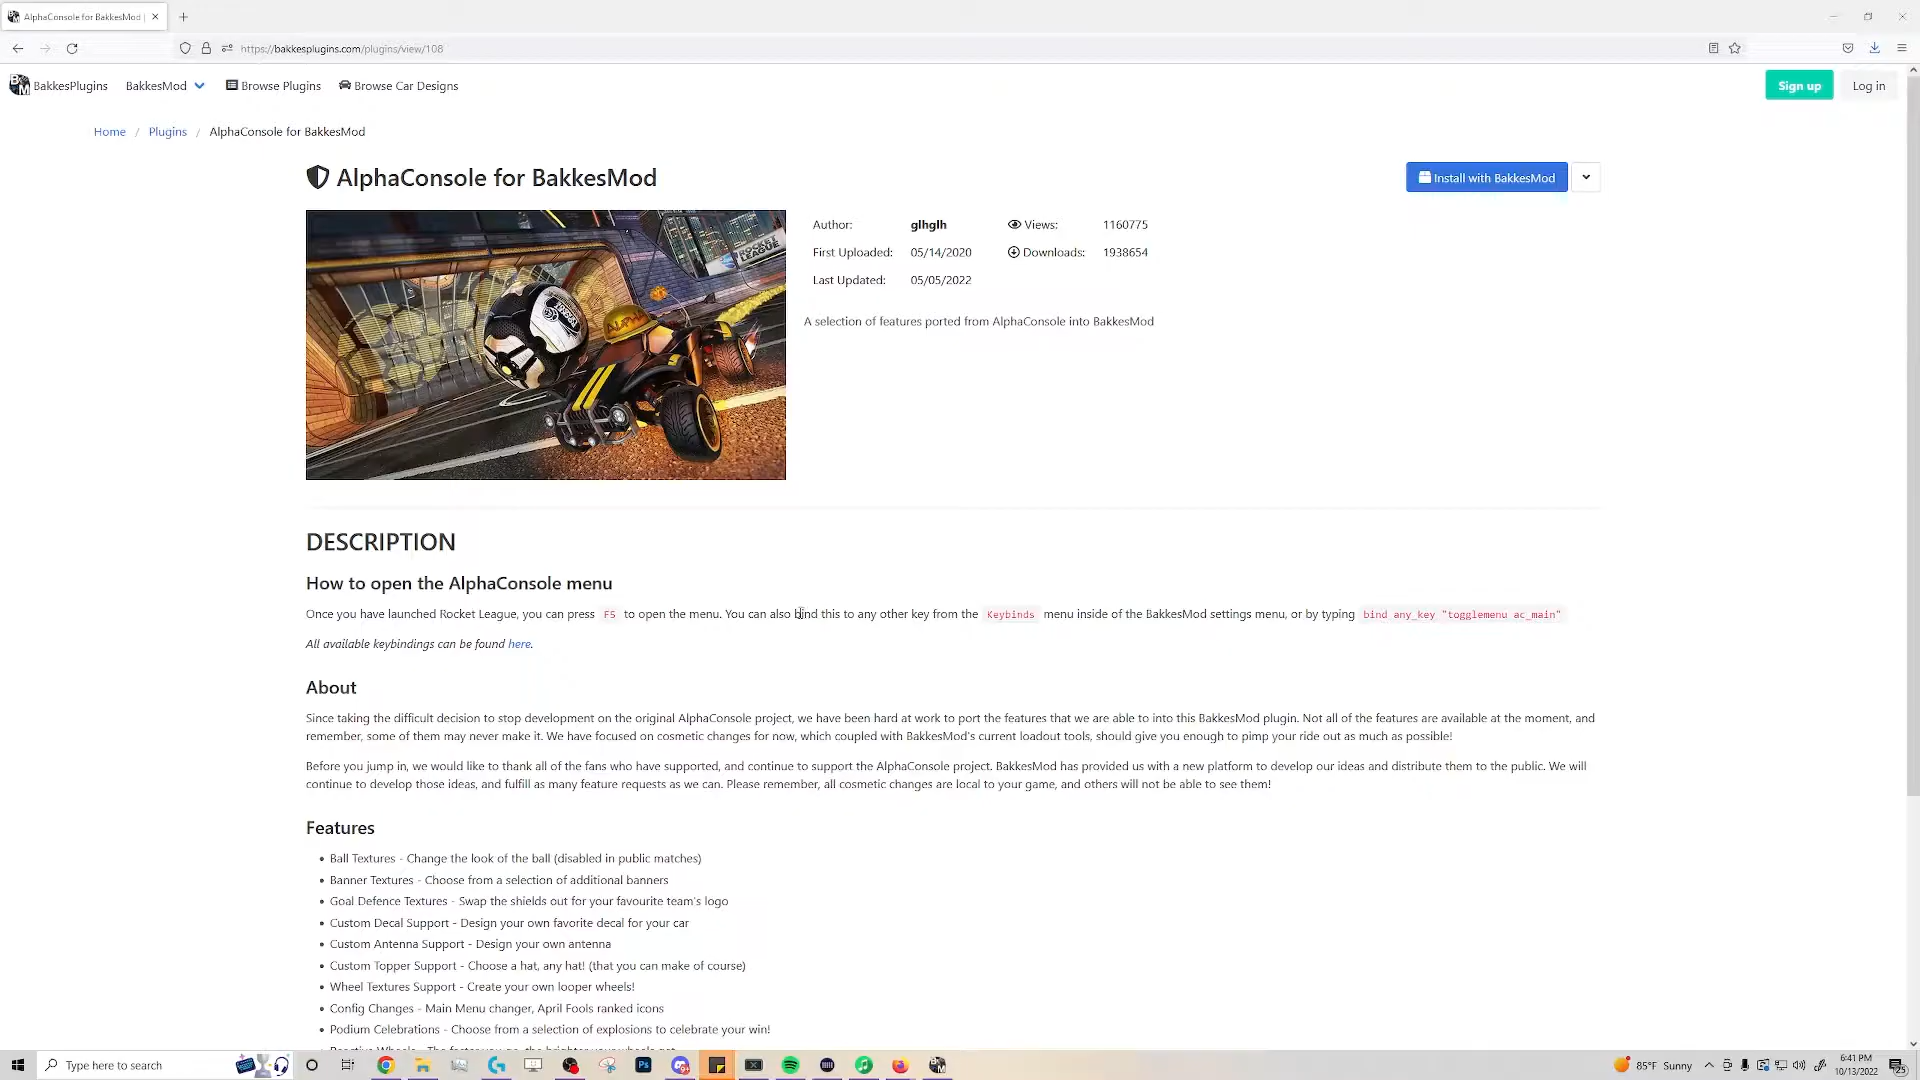 AlphaConsole for BakkesMod |
https://bakkesplugins.com/plugins/view/108
BakkesPlugins BakkesMod Browse Plugins Browse Car Designs Sign up Log in
Home / Plugins / AlphaConsole for BakkesMod
AlphaConsole for BakkesMod Install with BakkesMod
Author: glhglh Views: 1160775
First Uploaded: 05/14/2020 Downloads: 1938654
Last Updated: 05/05/2022
A selection of features ported from AlphaConsole into BakkesMod
ROCKET LEAGUE
ALPHA
DESCRIPTION
How to open the AlphaConsole menu
Once you have launched Rocket League, you can press F5 to open the menu. You can also bind this to any other key from the Keybinds menu inside of the BakkesMod settings menu, or by typing bind any_key "togglemenu ac_main"
All available keybindings can be found here.
About
Since taking the difficult decision to stop development on the original AlphaConsole project, we have been hard at work to port the features that we are able to into this BakkesMod plugin. Not all of the features are available at the moment, and
remember, some of them may never make it. We have focused on cosmetic changes for now, which coupled with BakkesMod's current loadout tools, should give you enough to pimp your ride out as much as possible!
Before you jump in, we would like to thank all of the fans who have supported, and continue to support the AlphaConsole project. BakkesMod has provided us with a new platform to develop our ideas and distribute them to the public. We will
continue to develop those ideas, and fulfill as many feature requests as we can. Please remember, all cosmetic changes are local to your game, and others will not be able to see them!
Features
• Ball Textures - Change the look of the ball (disabled in public matches)
• Banner Textures - Choose from a selection of additional banners
• Goal Defence Textures - Swap the shields out for your favourite team's logo
• Custom Decal Support - Design your own favorite decal for your car
• Custom Antenna Support - Design your own antenna
• Custom Topper Support - Choose a hat, any hat! (that you can make of course)
• Wheel Textures Support - Create your own looper wheels!
• Config Changes - Main Menu changer, April Fools ranked icons
• Podium Celebrations - Choose from a selection of explosions to celebrate your win!
Type here to search
85°F Sunny
6:41 PM
10/13/2022
25